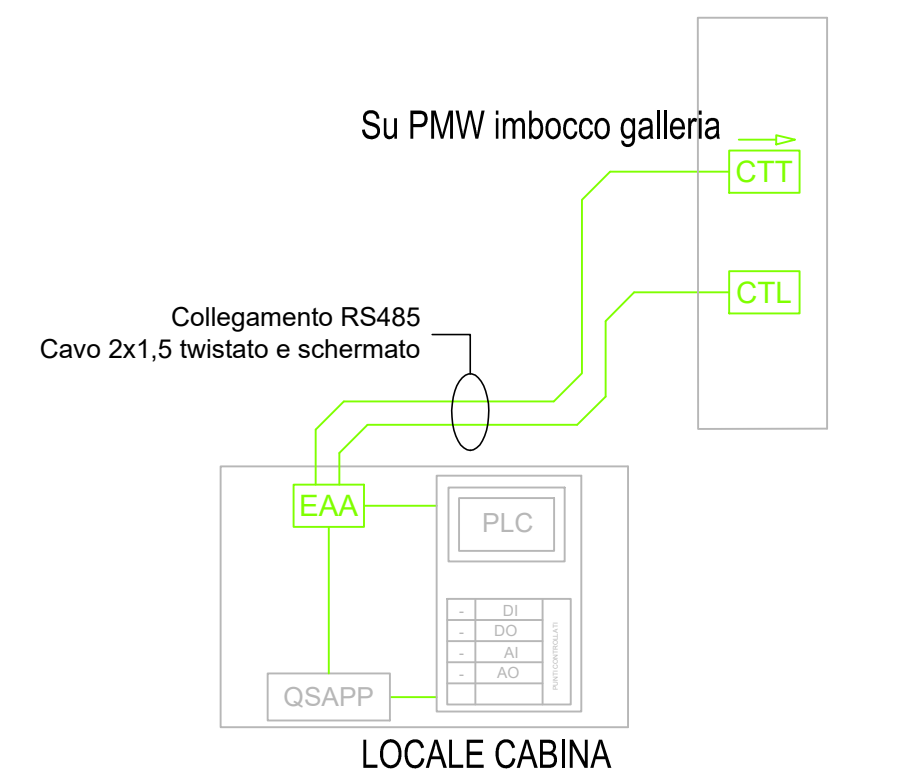 Su PMW imbocco galleria
CTT
CTL
Collegamento RS485
Cavo 2x1,5 twistato e schermato
EAA
PLC
- DI
- DO
- AI
- AO
PUNTI CONTROLLATI
QSAPP
LOCALE CABINA